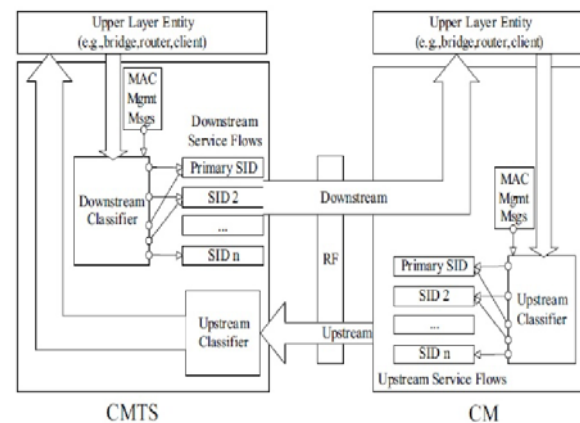 Upper Layer Entity
(e.g.,bridge,router,client)
MAC
Mgmt
Msgs
Downstream
Service Flows
Downstream
Classifier
Primary SID
SID 2
...
SID n
Upstream
Classifier
CMTS
RF
Downstream
Upstream
Upper Layer Entity
(e.g.,bridge,router,client)
MAC
Mgmt
Msgs
Primary SID
SID 2
...
SID n
Upstream
Classifier
Upstream Service Flows
CM